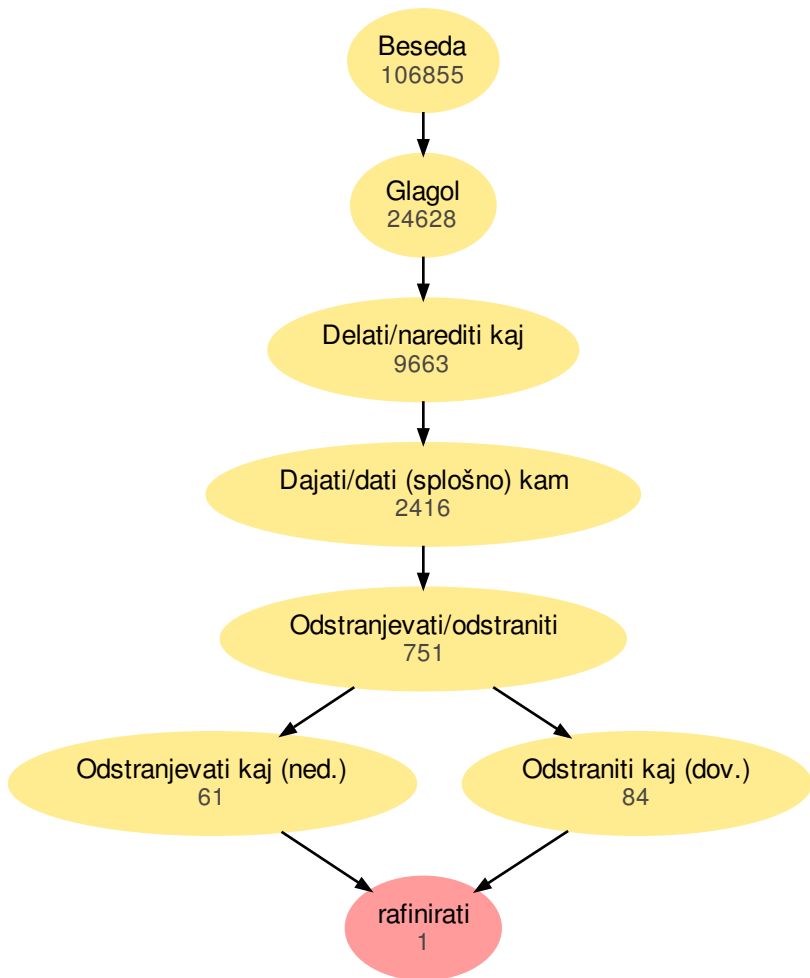 Beseda
106855
Glagol
24628
Delati/narediti kaj
9663
Dajati/dati (splošno) kam
2416
Odstranjevati/odstraniti
751
Odstranjevati kaj (ned.)
61
Odstraniti kaj (dov.)
84
rafinirati
1